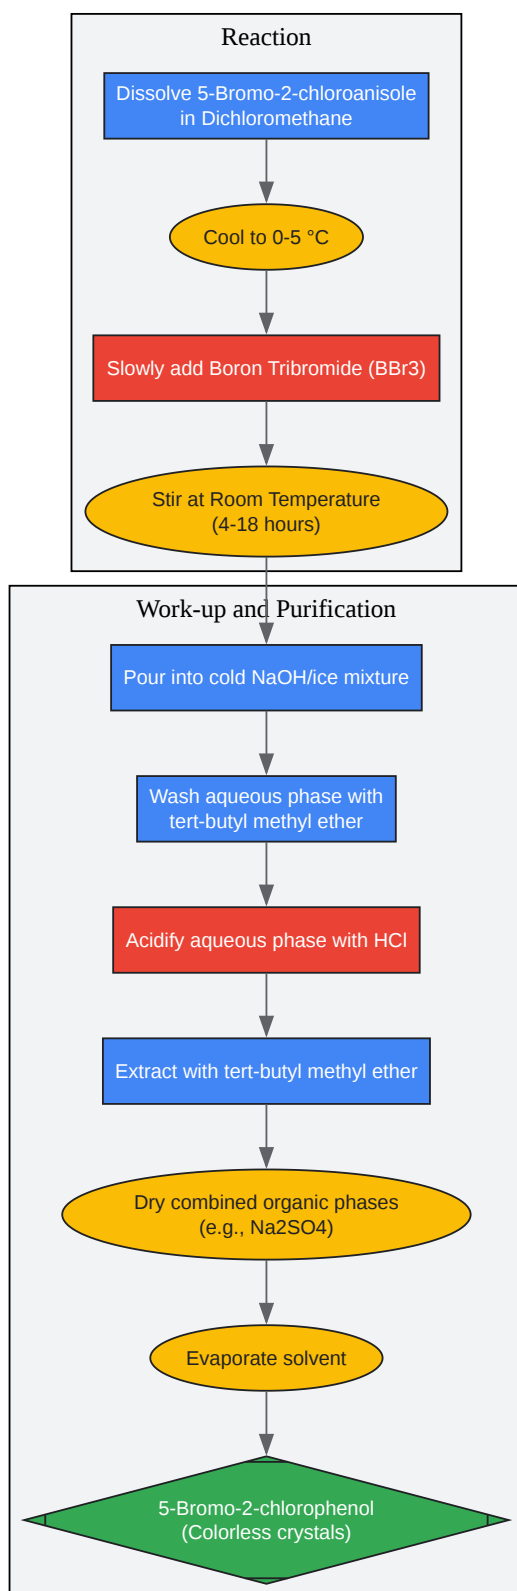 Reaction
Dissolve 5-Bromo-2-chloroanisole
in Dichloromethane
Cool to 0-5 °C
Slowly add Boron Tribromide (BBr3)
Stir at Room Temperature
(4-18 hours)
Work-up and Purification
Pour into cold NaOH/ice mixture
Wash aqueous phase with
tert-butyl methyl ether
Acidify aqueous phase with HCl
Extract with tert-butyl methyl ether
Dry combined organic phases
(e.g., Na2SO4)
Evaporate solvent
5-Bromo-2-chlorophenol
(Colorless crystals)